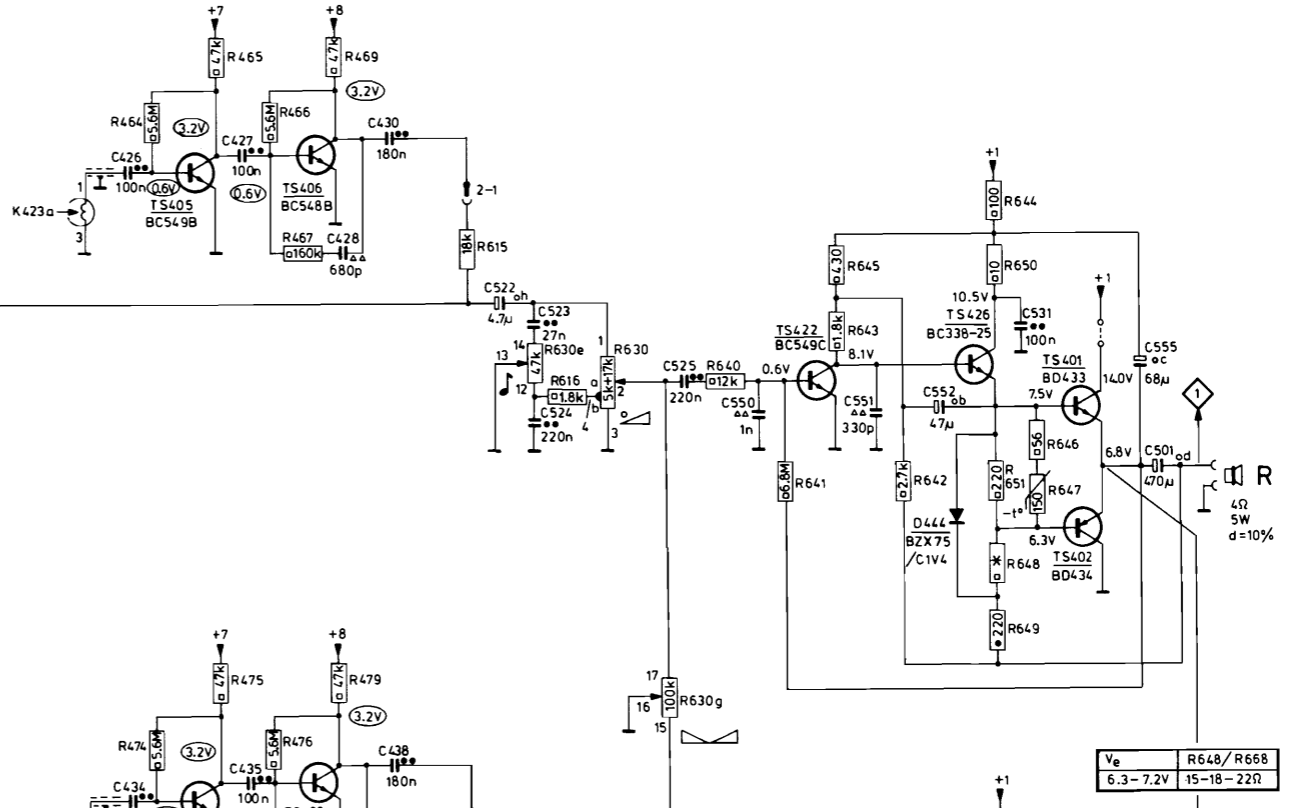 +7
+8
47k
R465
47k
R469
3.2V
R464
5.6M
3.2V
5.6M
R466
C427
100n
C430
180n
C426
100n
0.6V
TS405
BC549B
0.6V
TS406
BC548B
1
K423a
3
R467
160k
C428
680p
2-1
18k
R615
C522
4.7µ
h
C523
27n
14
13
47k
R630e
12
R616
1.8k
4
a
b
1
R630
5k+17k
2
3
C524
220n
C525
220n
R640
12k
0.6V
C550
1n
6.8M
R641
TS422
BC549C
8.1V
430
R645
1.8k
R643
C551
330p
+1
100
R644
10
R650
10.5V
TS426
BC338-25
C531
100n
+1
TS401
BD433
14.0V
C555
c
68µ
C552
b
47µ
7.5V
56
R646
6.8V
C501
d
470µ
1
R
4Ω
5W
d=10%
2.7k
R642
220
R
651
-t°
150
R647
D444
BZX75
/C1V4
6.3V
TS402
BD434
*
R648
220
R649
17
16
100k
R630g
15
+7
+8
47k
R475
47k
R479
3.2V
R474
5.6M
3.2V
5.6M
R476
C435
100n
C438
180n
C434
+1
Ve R648/R668
6.3-7.2V 15-18-22Ω